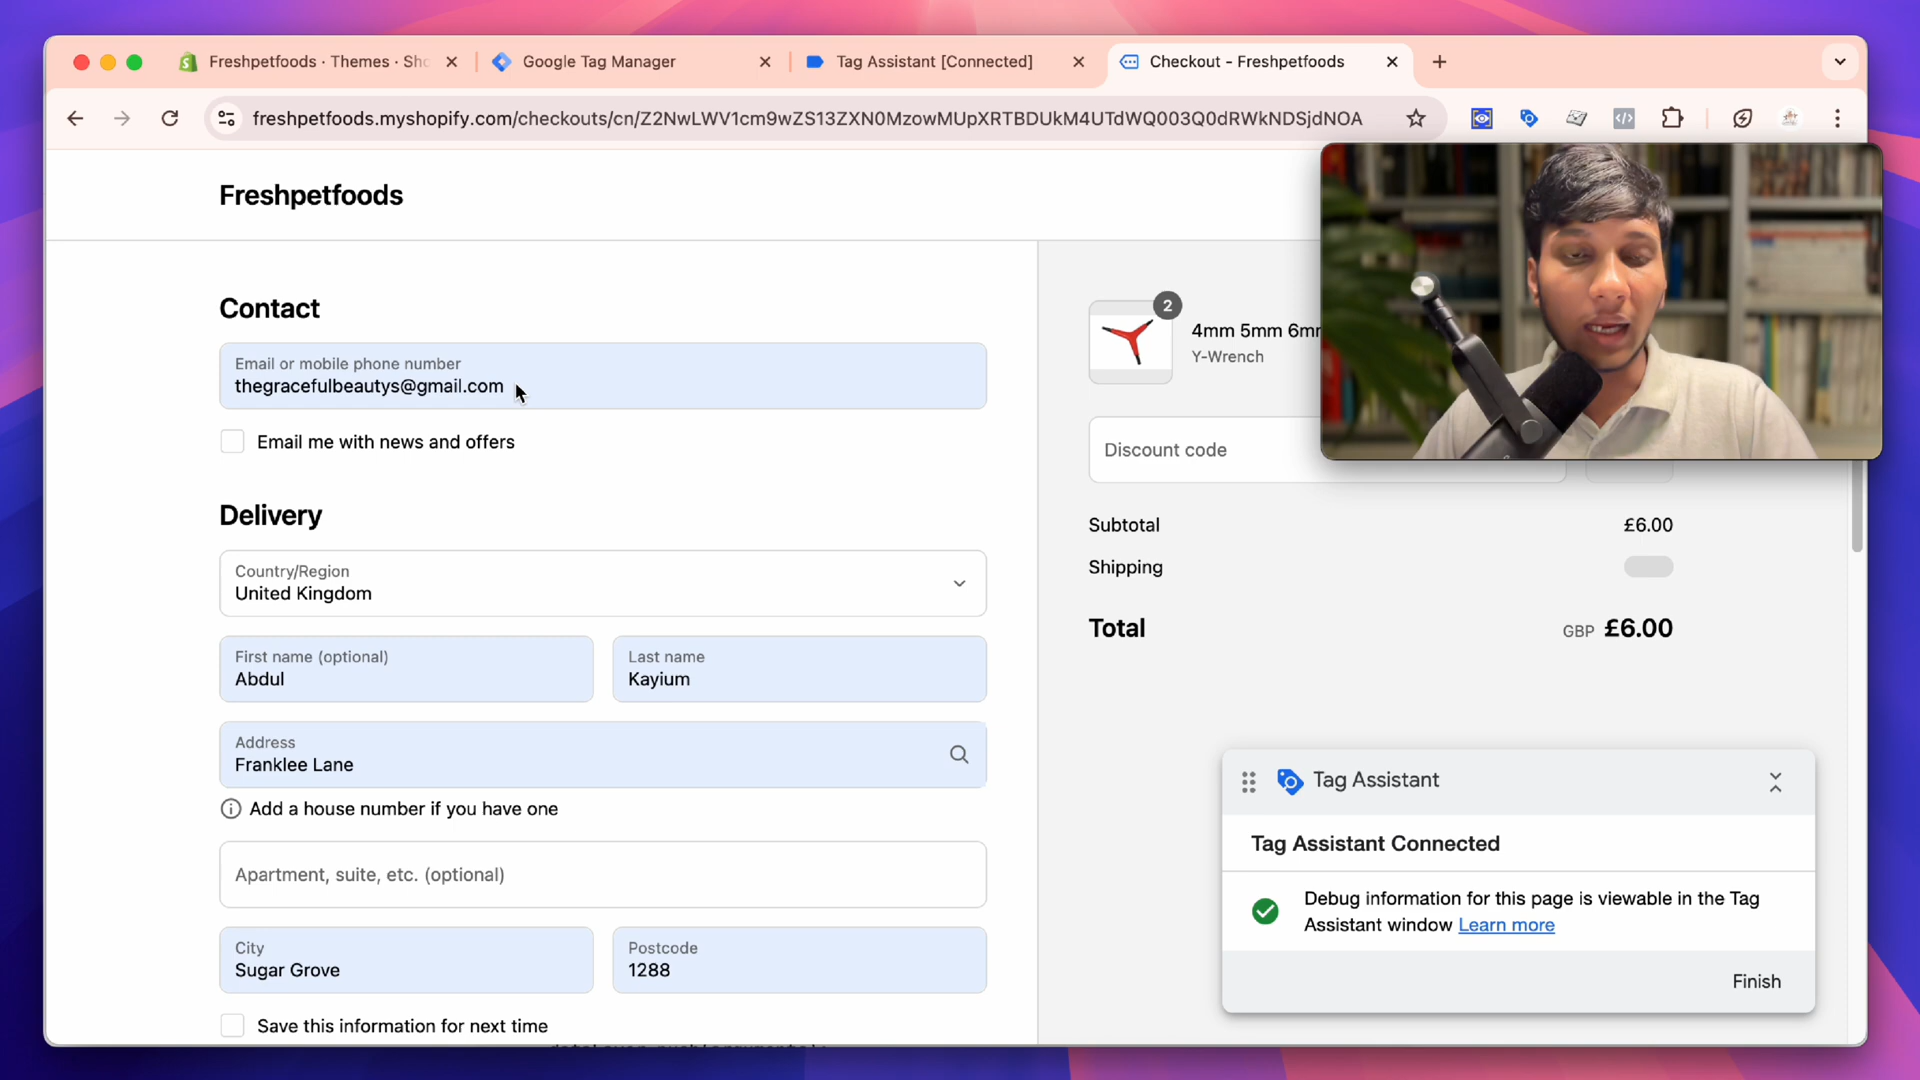 Freshpetfoods · Themes · Sho
Google Tag Manager
Tag Assistant [Connected]
Checkout - Freshpetfoods
freshpetfoods.myshopify.com/checkouts/cn/Z2NwLWV1cm9wZS13ZXN0MzowMUpXRTBDUkM4UTdWQ003Q0dRWkNDSjdNOA
Freshpetfoods
Contact
Email or mobile phone number
thegracefulbeautys@gmail.com
Email me with news and offers
Delivery
Country/Region
United Kingdom
First name (optional)
Abdul
Last name
Kayium
Address
Franklee Lane
Add a house number if you have one
Apartment, suite, etc. (optional)
City
Sugar Grove
Postcode
1288
Save this information for next time
2
4mm 5mm 6mm
Y-Wrench
Discount code
Subtotal
£6.00
Shipping
Total
GBP £6.00
Tag Assistant
Tag Assistant Connected
Debug information for this page is viewable in the Tag
Assistant window Learn more
Finish